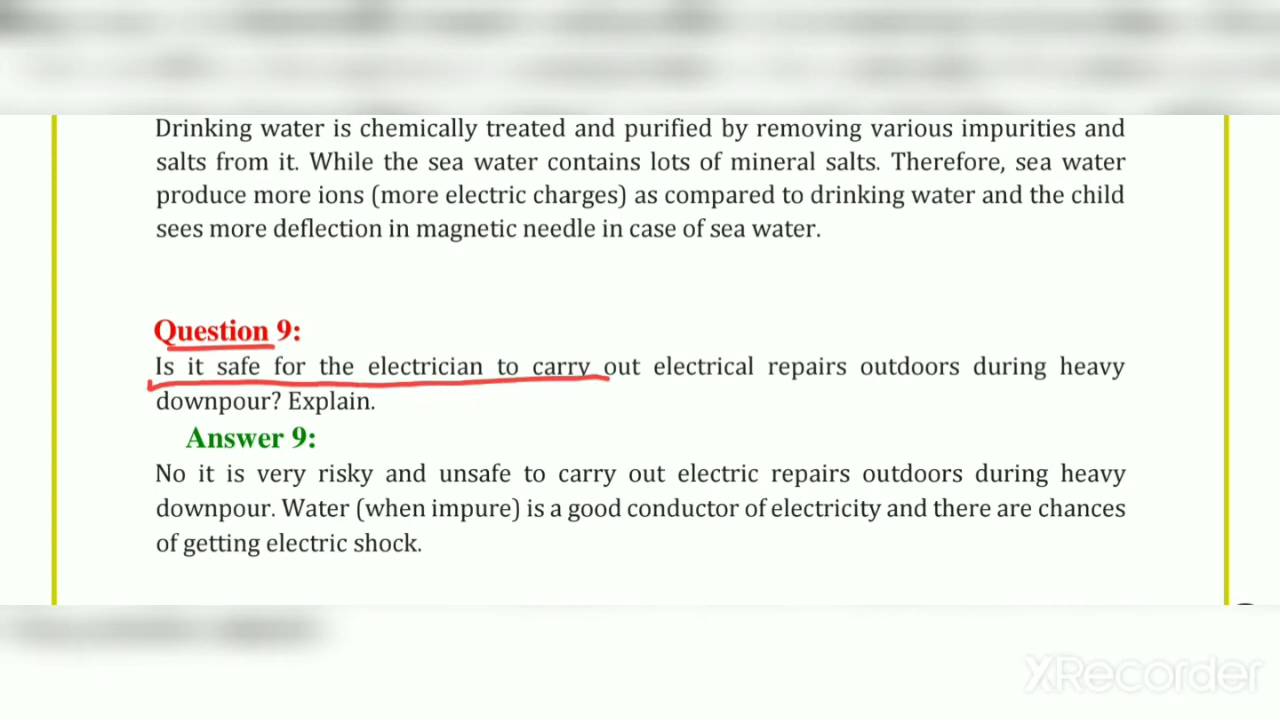 Drinking water is chemically treated and purified by removing various impurities and
salts from it. While the sea water contains lots of mineral salts. Therefore, sea water
produce more ions (more electric charges) as compared to drinking water and the child
sees more deflection in magnetic needle in case of sea water.
Question 9:
Is it safe for the electrician to carry out electrical repairs outdoors during heavy
downpour? Explain.
Answer 9:
No it is very risky and unsafe to carry out electric repairs outdoors during heavy
downpour. Water (when impure) is a good conductor of electricity and there are chances
of getting electric shock.
XRecorder